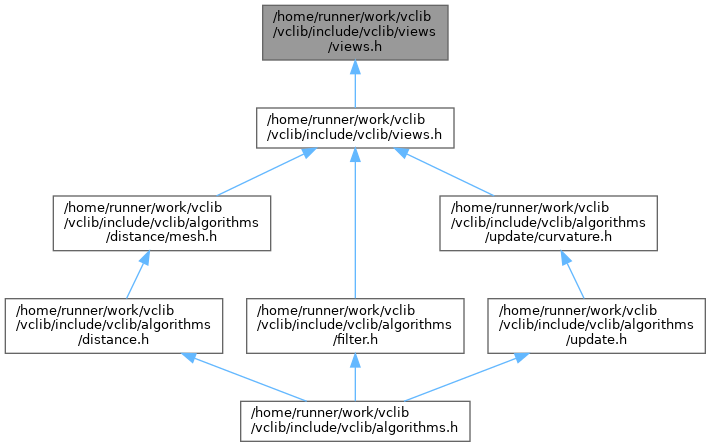 /home/runner/work/vclib
/vclib/include/vclib/views
/views.h
/home/runner/work/vclib
/vclib/include/vclib/views.h
/home/runner/work/vclib
/vclib/include/vclib/algorithms
/distance/mesh.h
/home/runner/work/vclib
/vclib/include/vclib/algorithms
/update/curvature.h
/home/runner/work/vclib
/vclib/include/vclib/algorithms
/distance.h
/home/runner/work/vclib
/vclib/include/vclib/algorithms
/filter.h
/home/runner/work/vclib
/vclib/include/vclib/algorithms
/update.h
/home/runner/work/vclib
/vclib/include/vclib/algorithms.h